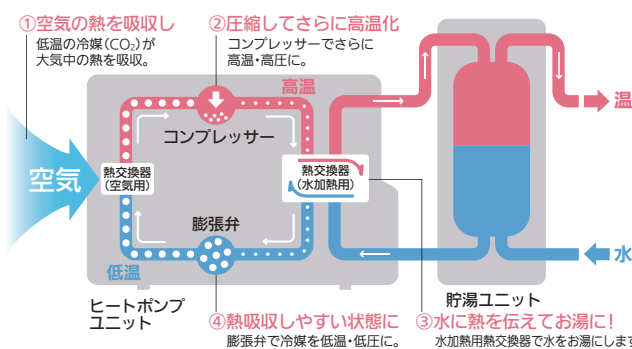 ①空気の熱を吸収し
低温の冷媒(CO₂)が
大気中の熱を吸収。
②圧縮してさらに高温化
コンプレッサーでさらに
高温・高圧に。
高温
温
コンプレッサー
空気
熱交換器
(空気用)
熱交換器
(水加熱用)
膨張弁
低温
水
ヒートポンプ
ユニット
貯湯ユニット
④熱吸収しやすい状態に
膨張弁で冷媒を低温・低圧に。
③水に熱を伝えてお湯に!
水加熱用熱交換器で水をお湯にします